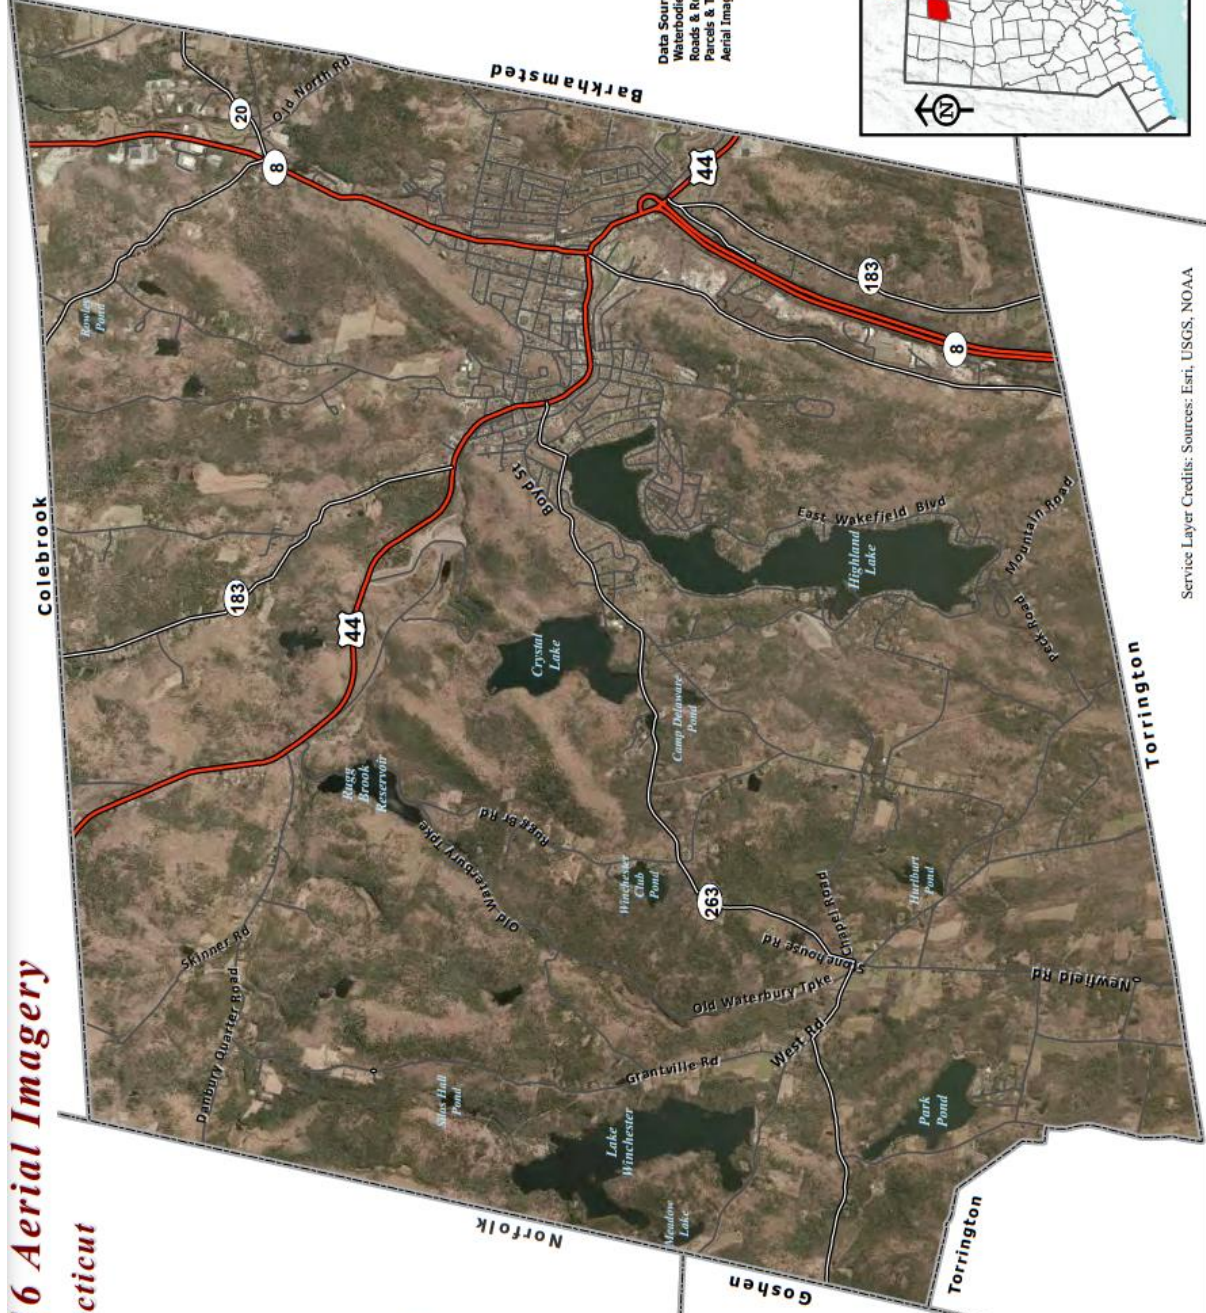 6 Aerial Imagery
cticut
Data Sour
Waterbodie
Roads & R
Parcels & T
Aerial Imag
N
Colebrook
Barkhamsted
Norfolk
Goshen
Torrington
Torrington
20
Old North Rd
8
44
183
8
Rowley
Pond
183
44
Boyd St
East Wakefield Blvd
Highland
Lake
Mountain Road
Peck Road
Crystal
Lake
Camp Delaware
Pond
Rugg
Brook
Reservoir
Rugg Br Rd
Old Waterbury Tpke
Winchester
Club
Pond
263
Hurlburt
Pond
Chapel Road
Stonehouse Rd
Old Waterbury Tpke
Newfield Rd
West Rd
Grantville Rd
Skinner Rd
Danbury Quarter Road
Silas Hall
Pond
Lake
Winchester
Meadow
Lake
Park
Pond
Service Layer Credits: Sources: Esri, USGS, NOAA